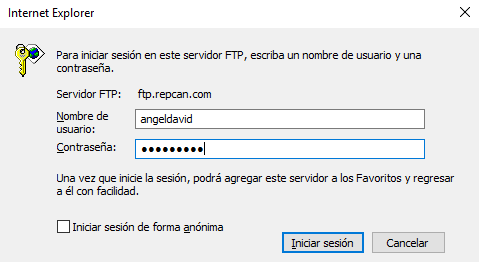 Internet Explorer
Para iniciar sesión en este servidor FTP, escriba un nombre de usuario y una
contraseña.
Servidor FTP: ftp.repcan.com
Nombre de
usuario: angeldavid
Contraseña: ●●●●●●●●●
Una vez que inicie la sesión, podrá agregar este servidor a los Favoritos y regresar
a él con facilidad.
Iniciar sesión de forma anónima
Iniciar sesión Cancelar